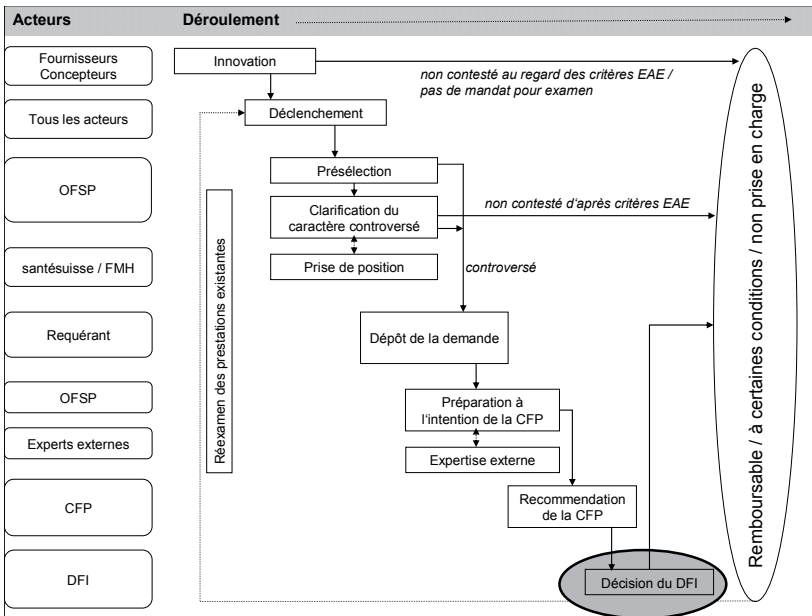 Acteurs
Déroulement
Fournisseurs
Concepteurs
Innovation
non contesté au regard des critères EAE /
pas de mandat pour examen
Tous les acteurs
Déclenchement
OFSP
Présélection
Clarification du
caractère controversé
non contesté d'après critères EAE
santésuisse / FMH
Prise de position
controversé
Requérant
Dépôt de la demande
OFSP
Préparation à
l'intention de la CFP
Experts externes
Expertise externe
CFP
Recommendation
de la CFP
DFI
Décision du DFI
Réexamen des prestations existantes
Remboursable / à certaines conditions / non prise en charge